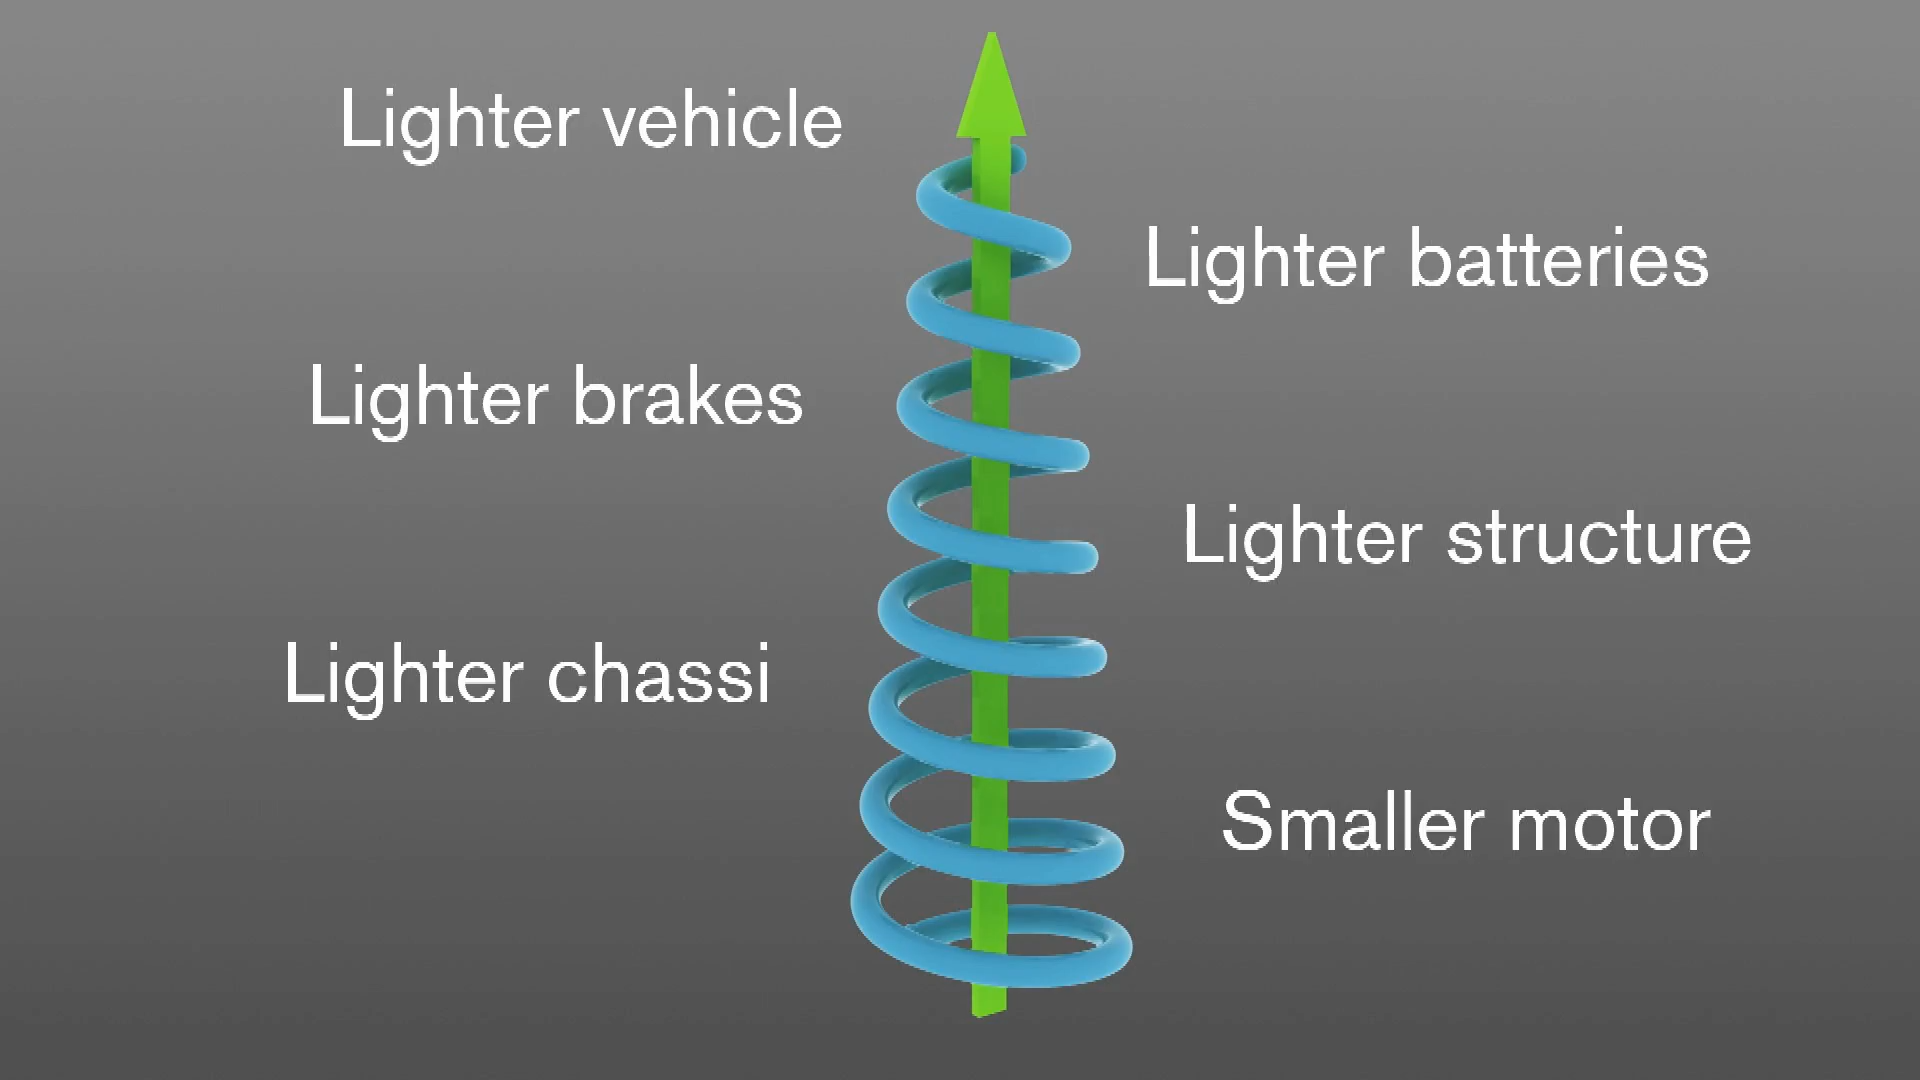 Lighter vehicle
Lighter batteries
Lighter brakes
Lighter structure
Lighter chassi
Smaller motor